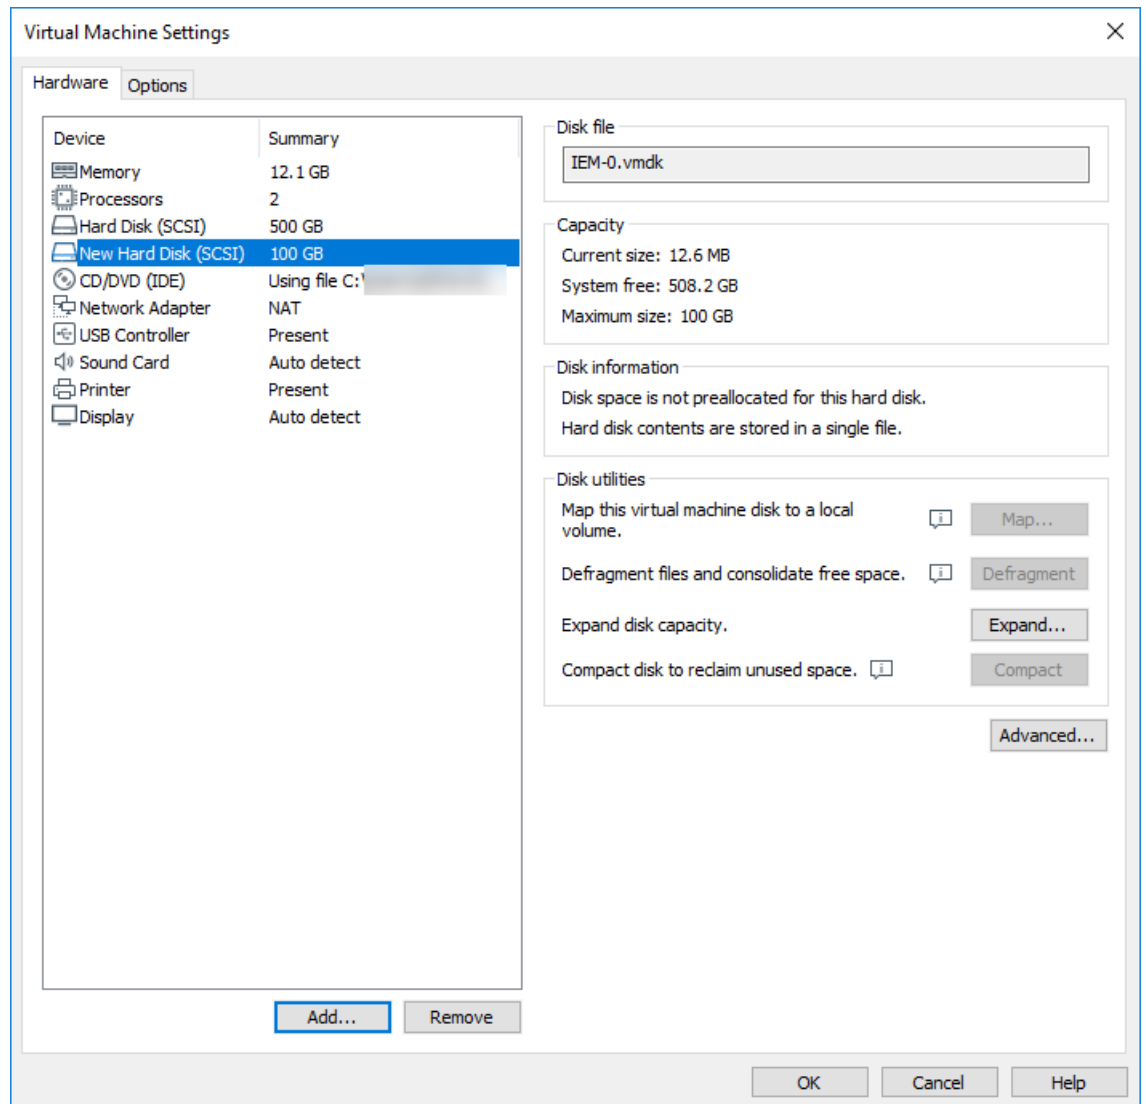 Virtual Machine Settings
Hardware
Options
Device Summary
Memory 12.1 GB
Processors 2
Hard Disk (SCSI) 500 GB
New Hard Disk (SCSI) 100 GB
CD/DVD (IDE) Using file C:\
Network Adapter NAT
USB Controller Present
Sound Card Auto detect
Printer Present
Display Auto detect
Add... Remove
Disk file
IEM-0.vmdk
Capacity
Current size: 12.6 MB
System free: 508.2 GB
Maximum size: 100 GB
Disk information
Disk space is not preallocated for this hard disk.
Hard disk contents are stored in a single file.
Disk utilities
Map this virtual machine disk to a local
volume.
Map...
Defragment files and consolidate free space.
Defragment
Expand disk capacity.
Expand...
Compact disk to reclaim unused space.
Compact
Advanced...
OK Cancel Help